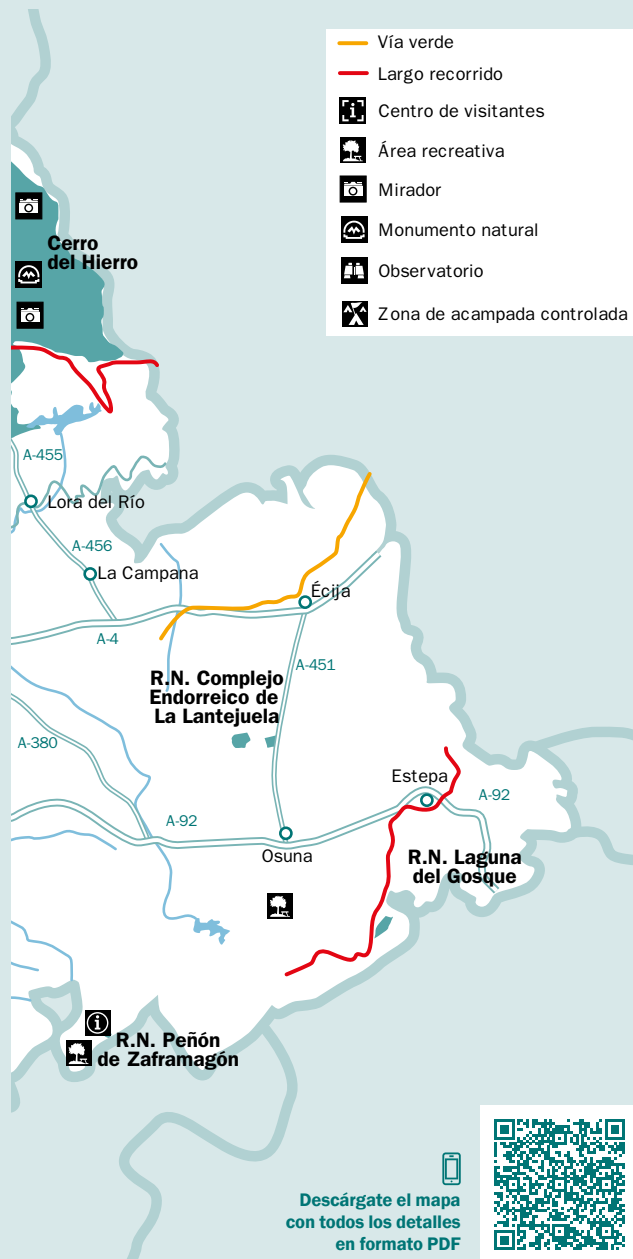 Vía verde
Largo recorrido
Centro de visitantes
Área recreativa
Mirador
Monumento natural
Observatorio
Zona de acampada controlada
Cerro
del Hierro
A-455
Lora del Río
A-456
La Campana
Écija
A-4
A-451
R.N. Complejo
Endorreico de
La Lantejuela
A-380
Estepa
A-92
A-92
Osuna
R.N. Laguna
del Gosque
R.N. Peñón
de Zaframagón
Descárgate el mapa
con todos los detalles
en formato PDF